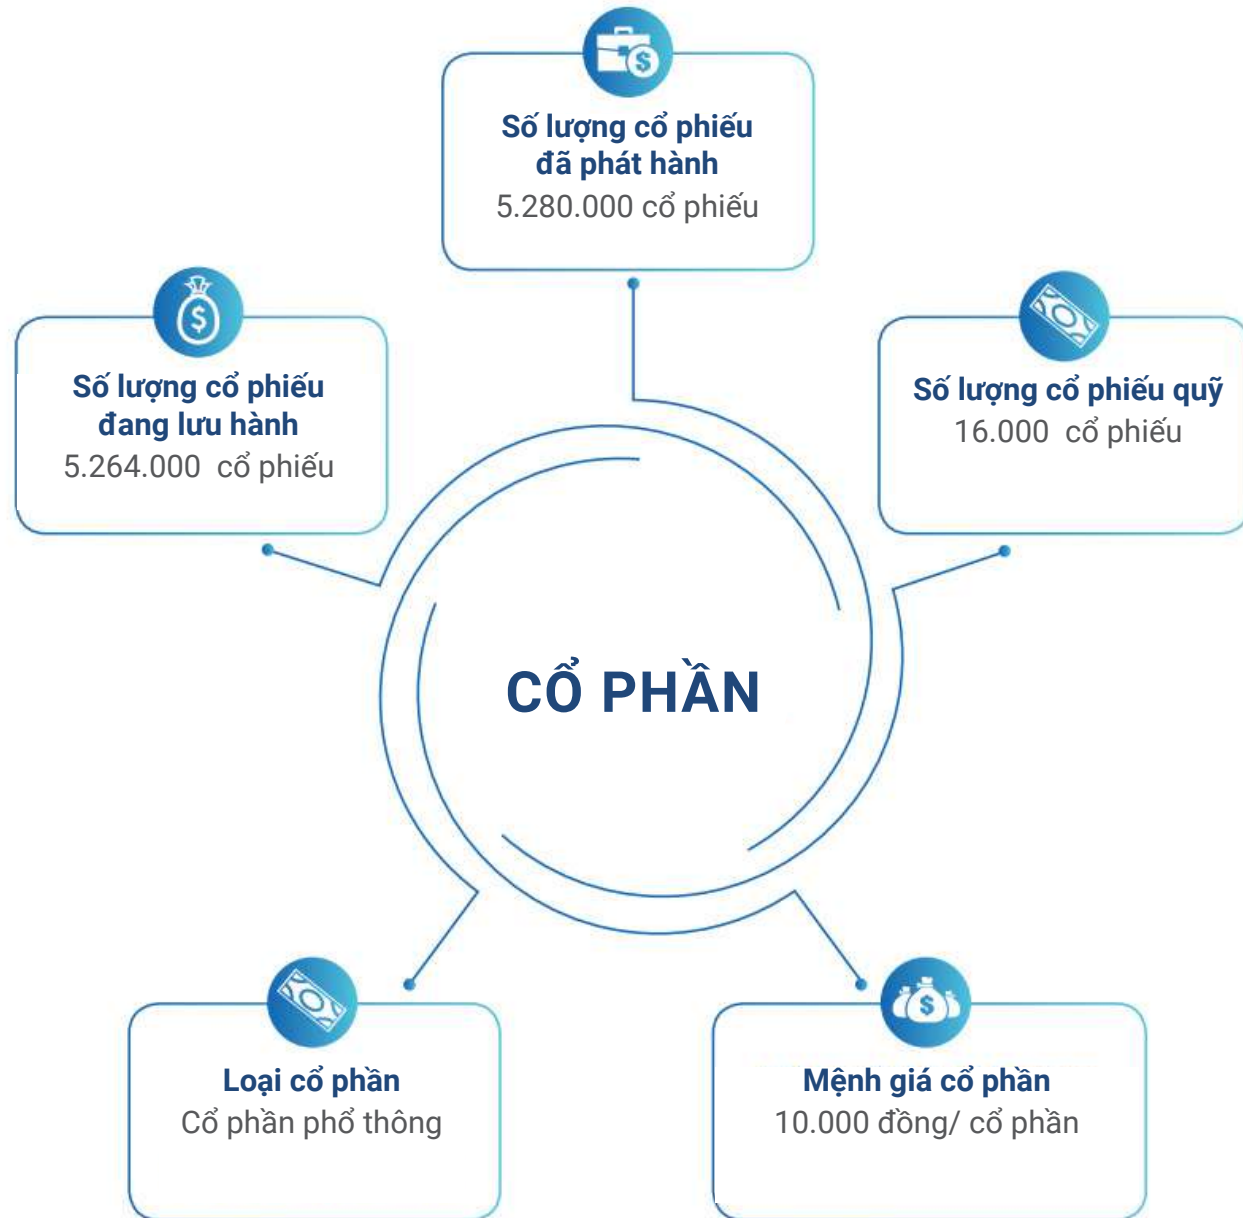 Số lượng cổ phiếu
đã phát hành
5.280.000 cổ phiếu
Số lượng cổ phiếu
đang lưu hành
5.264.000 cổ phiếu
Số lượng cổ phiếu quỹ
16.000 cổ phiếu
CỔ PHẦN
Loại cổ phần
Cổ phần phổ thông
Mệnh giá cổ phần
10.000 đồng/ cổ phần